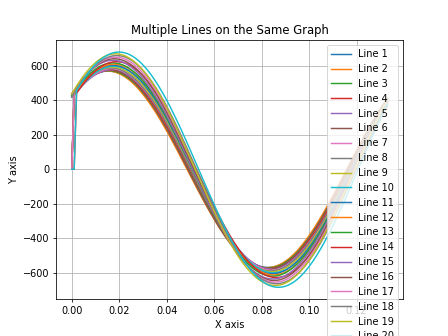 Multiple Lines on the Same Graph
Y axis
600
400
200
0
−200
−400
−600
0.00
0.02
0.04
0.06
0.08
0.10
X axis
Line 1
Line 2
Line 3
Line 4
Line 5
Line 6
Line 7
Line 8
Line 9
Line 10
Line 11
Line 12
Line 13
Line 14
Line 15
Line 16
Line 17
Line 18
Line 19
Line 20